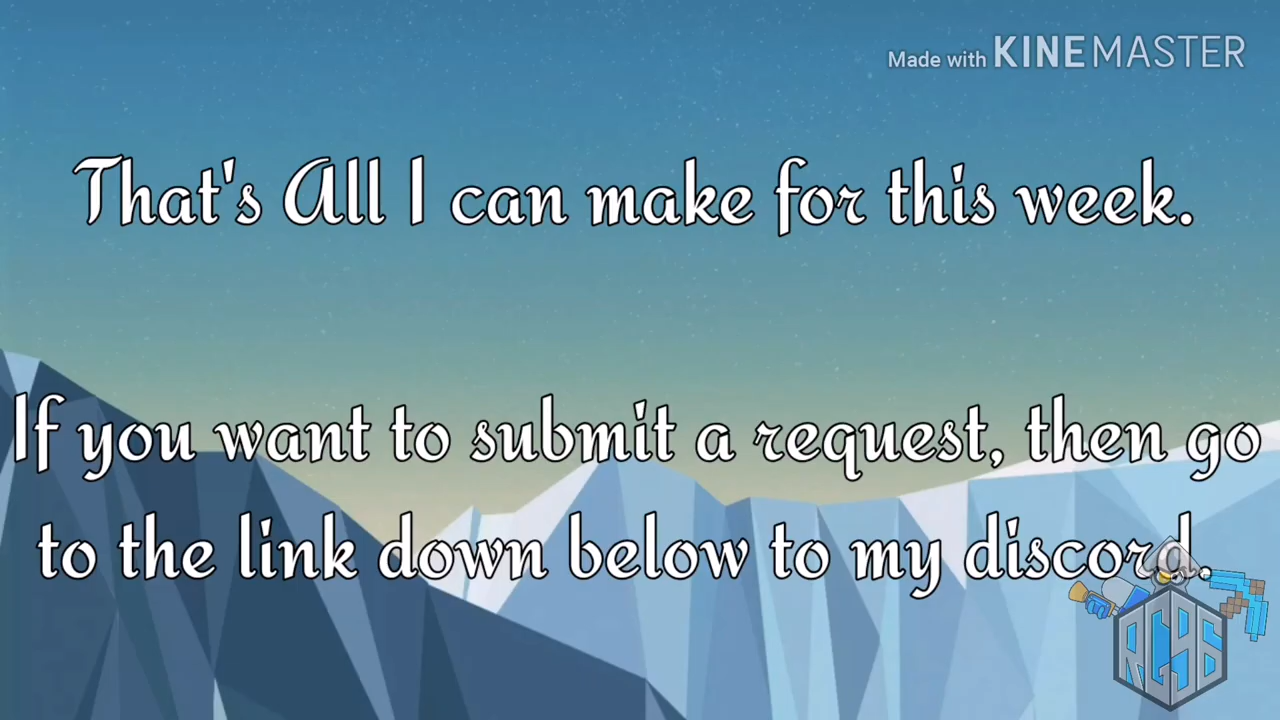 Made with KINEMASTER
That's All I can make for this week.
If you want to submit a request, then go
to the link down below to my discord.